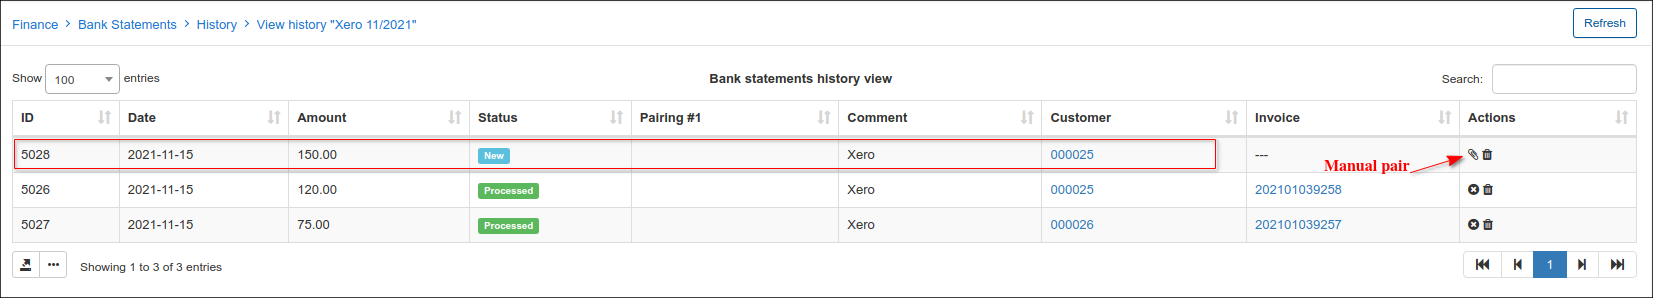 Finance > Bank Statements > History > View history "Xero 11/2021" Refresh
Show 100 entries Bank statements history view Search:
ID Date Amount Status Pairing #1 Comment Customer Invoice Actions
5028 2021-11-15 150.00 New Xero 000025 ---
Manual pair
5026 2021-11-15 120.00 Processed Xero 000025 202101039258
5027 2021-11-15 75.00 Processed Xero 000026 202101039257
Showing 1 to 3 of 3 entries 1